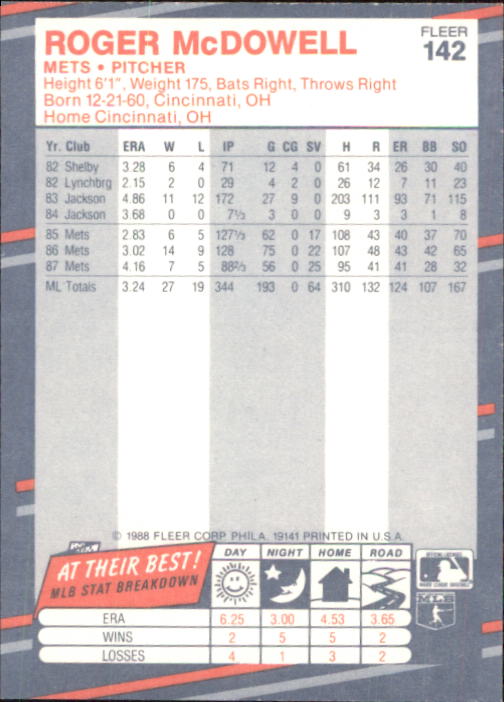 ROGER McDOWELL
FLEER
142
METS • PITCHER
Height 6'1", Weight 175, Bats Right, Throws Right
Born 12-21-60, Cincinnati, OH
Home Cincinnati, OH
Yr. Club ERA W L IP G CG SV H R ER BB SO
82 Shelby 3.28 6 4 71 12 4 0 61 34 26 30 40
82 Lynchbrg 2.15 2 0 29 4 2 0 26 12 7 11 23
83 Jackson 4.86 11 12 172 27 9 0 203 111 93 71 115
84 Jackson 3.68 0 0 7⅓ 3 0 0 9 3 3 1 8
85 Mets 2.83 6 5 127⅓ 62 0 17 108 43 40 37 70
86 Mets 3.02 14 9 128 75 0 22 107 48 43 42 65
87 Mets 4.16 7 5 88⅔ 56 0 25 95 41 41 28 32
ML Totals 3.24 27 19 344 193 0 64 310 132 124 107 167
© 1988 FLEER CORP. PHILA. 19141 PRINTED IN U.S.A.
AT THEIR BEST!
MLB STAT BREAKDOWN
DAY NIGHT HOME ROAD
ERA 6.25 3.00 4.53 3.65
WINS 2 5 5 2
LOSSES 4 1 3 2
MLBPA